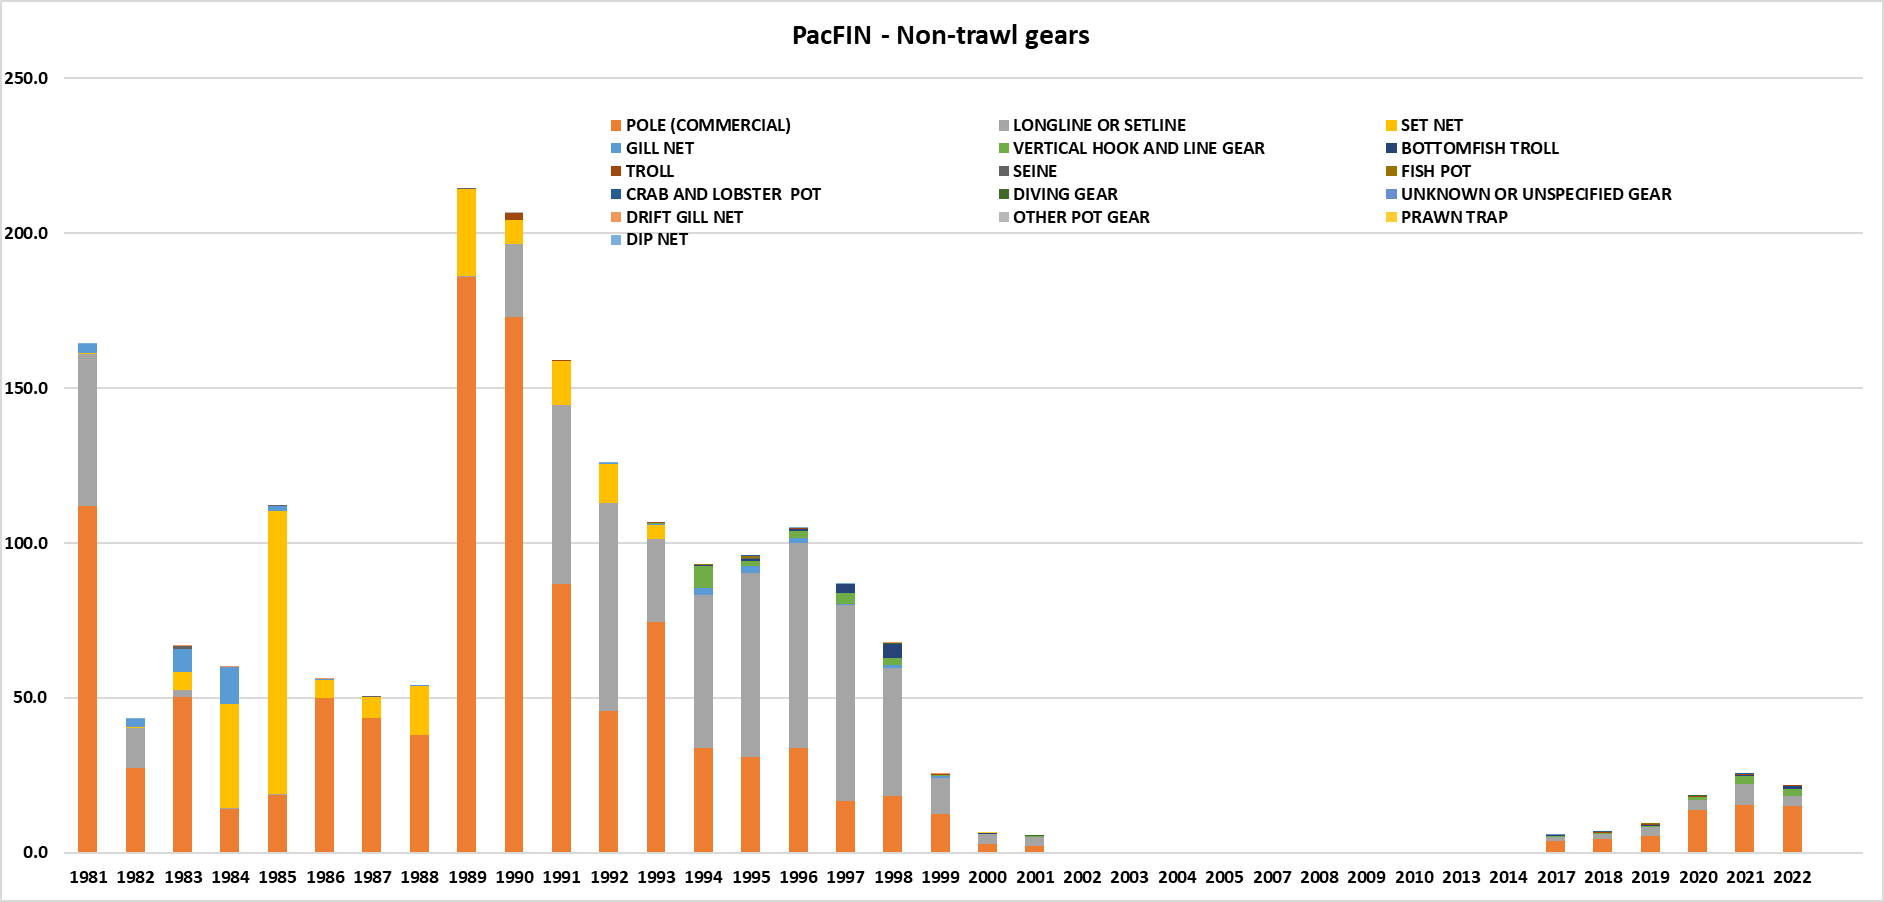 PacFIN - Non-trawl gears
250.0
POLE (COMMERCIAL) LONGLINE OR SETLINE SET NET
GILL NET VERTICAL HOOK AND LINE GEAR BOTTOMFISH TROLL
TROLL SEINE FISH POT
CRAB AND LOBSTER POT DIVING GEAR UNKNOWN OR UNSPECIFIED GEAR
DRIFT GILL NET OTHER POT GEAR PRAWN TRAP
200.0
DIP NET
150.0
100.0
50.0
0.0
1981 1982 1983 1984 1985 1986 1987 1988 1989 1990 1991 1992 1993 1994 1995 1996 1997 1998 1999 2000 2001 2002 2003 2004 2005 2007 2008 2009 2010 2013 2014 2017 2018 2019 2020 2021 2022